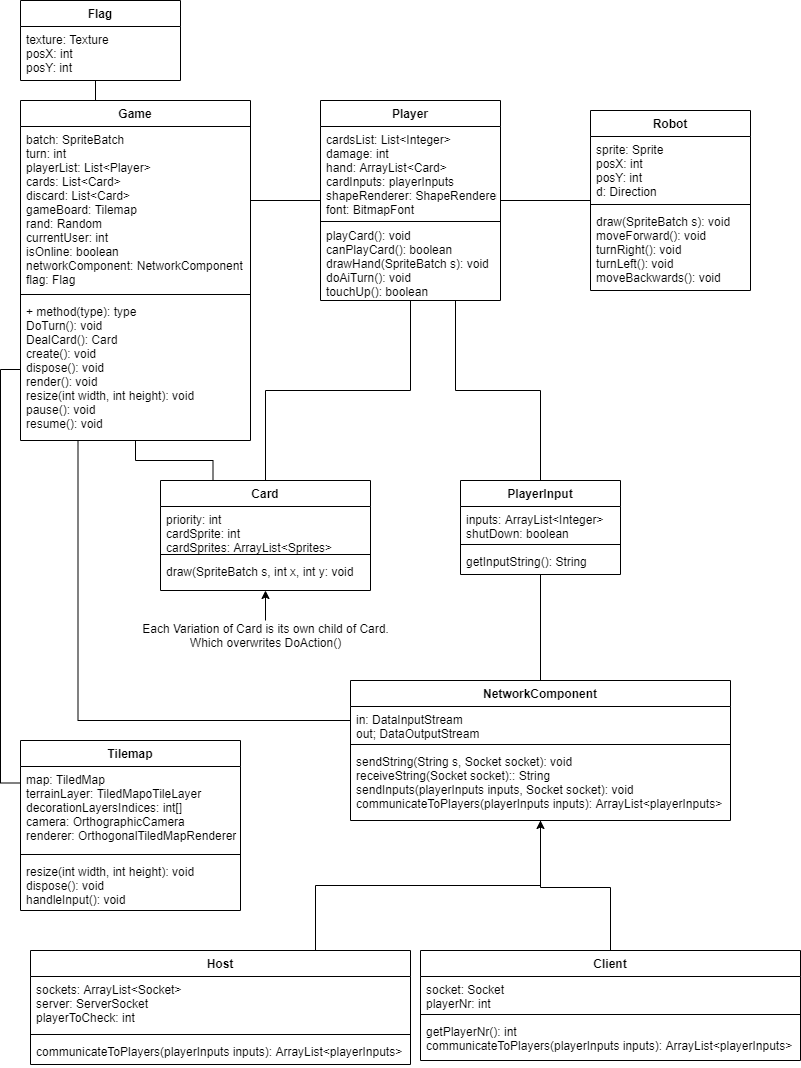 Flag
texture: Texture
posX: int
posY: int
Game
batch: SpriteBatch
turn: int
playerList: List<Player>
cards: List<Card>
discard: List<Card>
gameBoard: Tilemap
rand: Random
currentUser: int
isOnline: boolean
networkComponent: NetworkComponent
flag: Flag
+ method(type): type
DoTurn(): void
DealCard(): Card
create(): void
dispose(): void
render(): void
resize(int width, int height): void
pause(): void
resume(): void
Player
cardsList: List<Integer>
damage: int
hand: ArrayList<Card>
cardInputs: playerInputs
shapeRenderer: ShapeRendere
font: BitmapFont
playCard(): void
canPlayCard(): boolean
drawHand(SpriteBatch s): void
doAiTurn(): void
touchUp(): boolean
Robot
sprite: Sprite
posX: int
posY: int
d: Direction
draw(SpriteBatch s): void
moveForward(): void
turnRight(): void
turnLeft(): void
moveBackwards(): void
Card
priority: int
cardSprite: int
cardSprites: ArrayList<Sprites>
draw(SpriteBatch s, int x, int y: void
Each Variation of Card is its own child of Card.
Which overwrites DoAction()
PlayerInput
inputs: ArrayList<Integer>
shutDown: boolean
getInputString(): String
NetworkComponent
in: DataInputStream
out; DataOutputStream
sendString(String s, Socket socket): void
receiveString(Socket socket):: String
sendInputs(playerInputs inputs, Socket socket): void
communicateToPlayers(playerInputs inputs): ArrayList<playerInputs>
Tilemap
map: TiledMap
terrainLayer: TiledMapoTileLayer
decorationLayersIndices: int[]
camera: OrthographicCamera
renderer: OrthogonalTiledMapRenderer
resize(int width, int height): void
dispose(): void
handleInput(): void
Host
sockets: ArrayList<Socket>
server: ServerSocket
playerToCheck: int
communicateToPlayers(playerInputs inputs): ArrayList<playerInputs>
Client
socket: Socket
playerNr: int
getPlayerNr(): int
communicateToPlayers(playerInputs inputs): ArrayList<playerInputs>